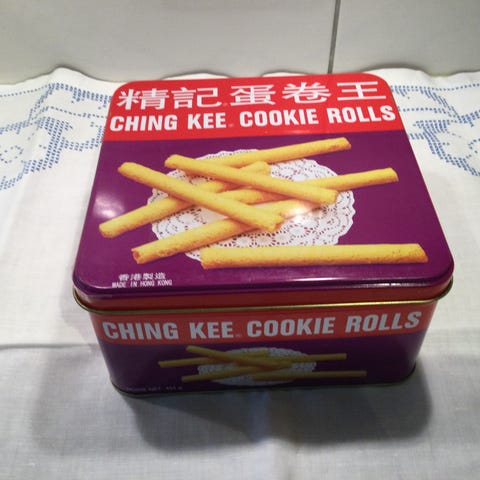 精記蛋卷王
CHING KEE® COOKIE ROLLS
香港製造
MADE IN HONG KONG
CHING KEE® COOKIE ROLLS
NET